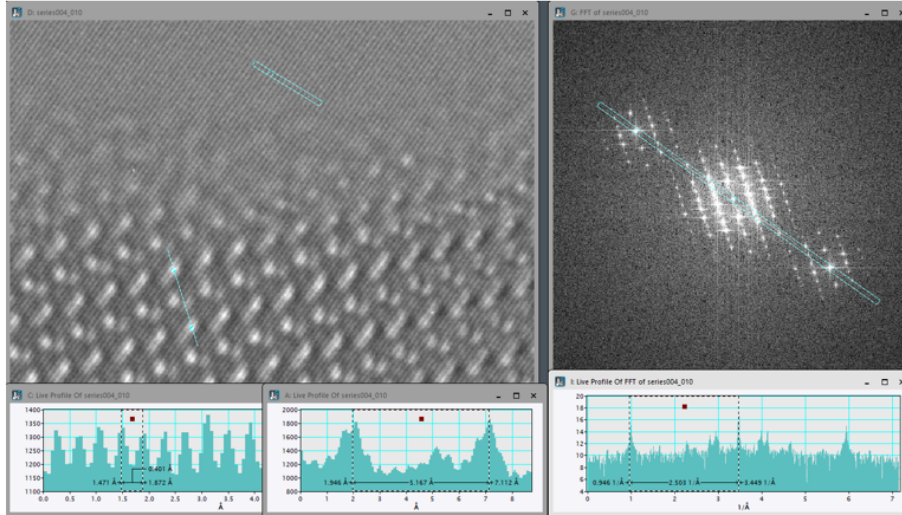 D: series004_010
G: FFT of series004_010
C: Live Profile Of series004_010
1400
1350
1300
1250
1200
1150
1100
0.401 Å
1.471 Å
1.872 Å
0.0 0.5 1.0 1.5 2.0 2.5 3.0 3.5 4.0
Å
A: Live Profile Of series004_010
2000
1800
1600
1400
1200
1000
800
1.946 Å 5.167 Å 7.112 Å
0 1 2 3 4 5 6 7 8
Å
I: Live Profile Of FFT of series004_010
20
18
16
14
12
10
8
6
4
0.946 1/Å 2.503 1/Å 3.449 1/Å
0 1 2 3 4 5 6 7
1/Å